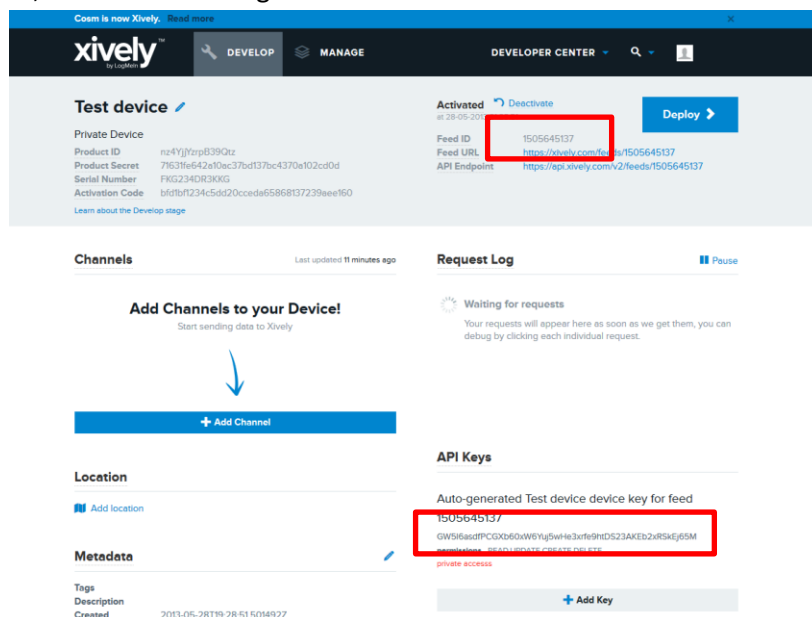 Cosm is now Xively. Read more ×
xively™
by LogMeIn
DEVELOP
MANAGE
DEVELOPER CENTER
Test device
Private Device
Product ID nz4YjjYzrpB39Qtz
Product Secret 71631fe642a10ac37bd137bc4370a102cd0d
Serial Number FKG234DR3KKG
Activation Code bfd1bf1234c5dd20cceda65868137239aee160
Learn about the Develop stage
Activated Deactivate
at 28-05-201
Deploy
Feed ID 1505645137
Feed URL https://xively.com/feeds/1505645137
API Endpoint https://api.xively.com/v2/feeds/1505645137
Channels
Last updated 11 minutes ago
Add Channels to your Device!
Start sending data to Xively
+ Add Channel
Request Log
Pause
Waiting for requests
Your requests will appear here as soon as we get them, you can
debug by clicking each individual request.
Location
Add location
Metadata
Tags
Description
Created 2013-05-28T19:28:51.501492Z
API Keys
Auto-generated Test device device key for feed
1505645137
GW5I6asdfPCGXb60xW6Yuj5wHe3xrfe9htDS23AKEb2xRSkEj65M
permissions READ,UPDATE,CREATE,DELETE
private accesss
+ Add Key